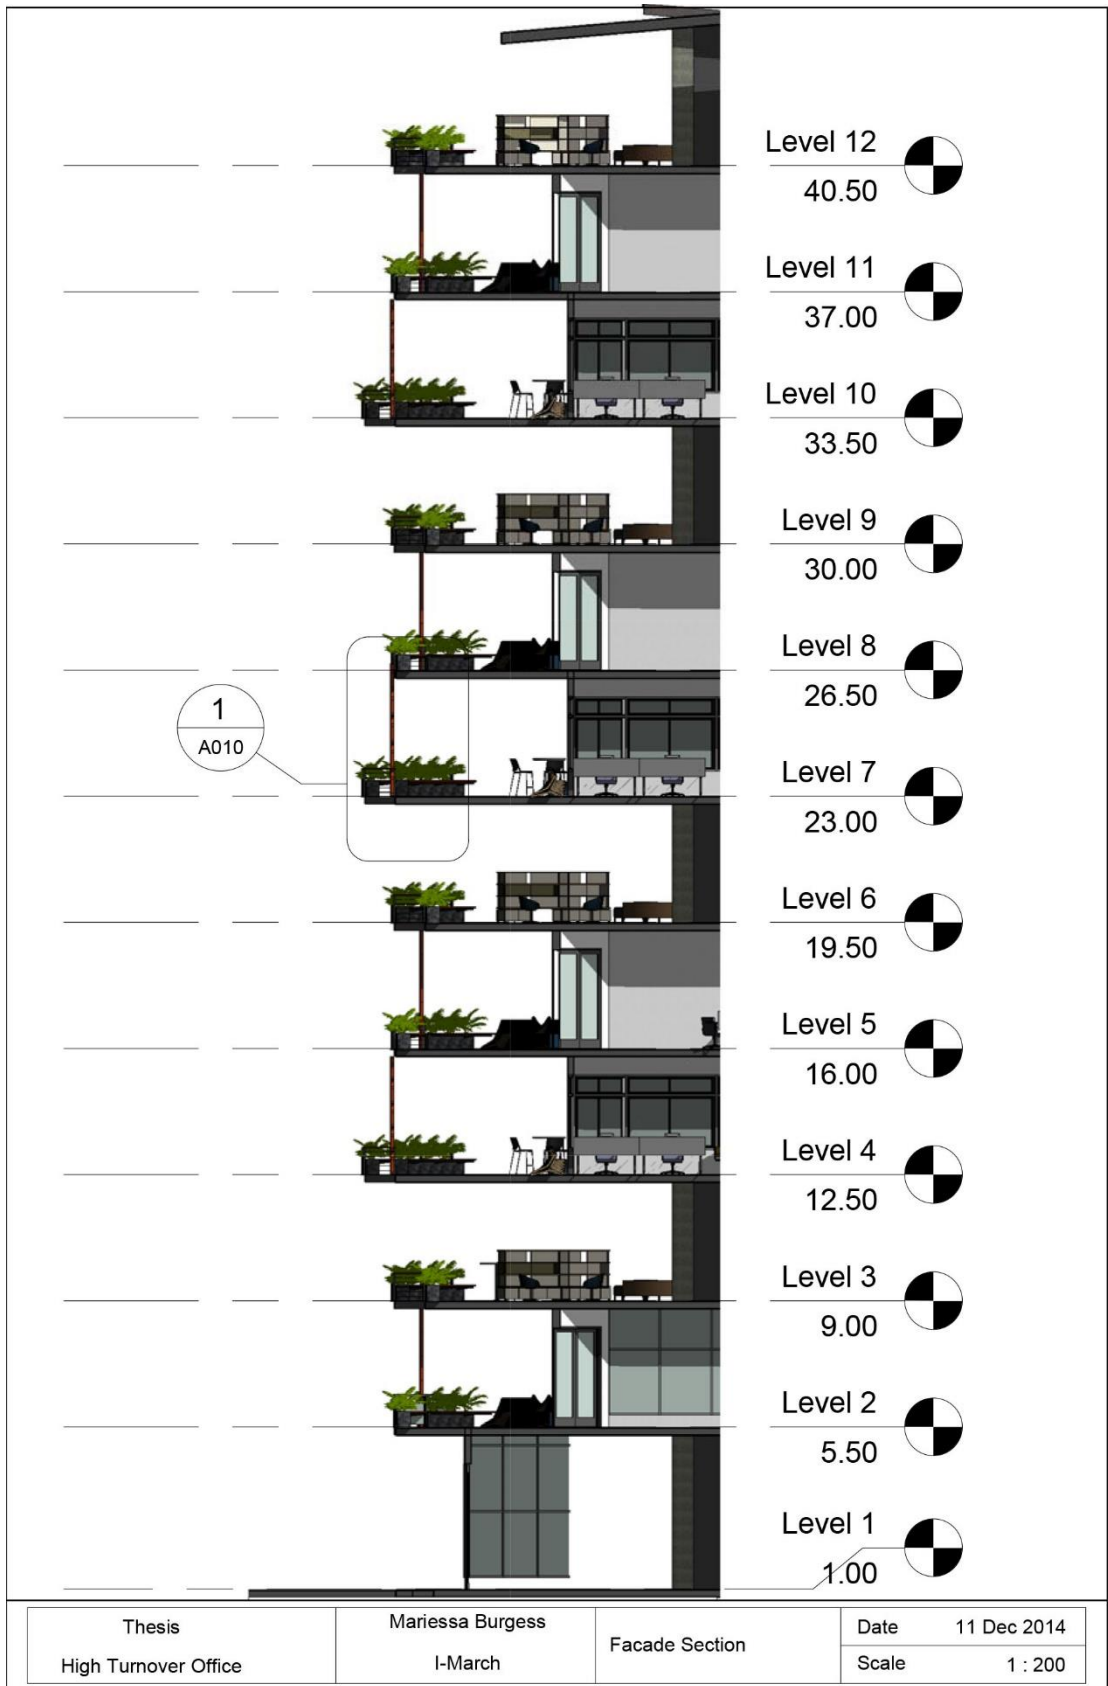 Level 12
40.50
Level 11
37.00
Level 10
33.50
Level 9
30.00
Level 8
26.50
1
A010
Level 7
23.00
Level 6
19.50
Level 5
16.00
Level 4
12.50
Level 3
9.00
Level 2
5.50
Level 1
1.00
Thesis
High Turnover Office
Mariessa Burgess
I-March
Facade Section
Date 11 Dec 2014
Scale 1 : 200